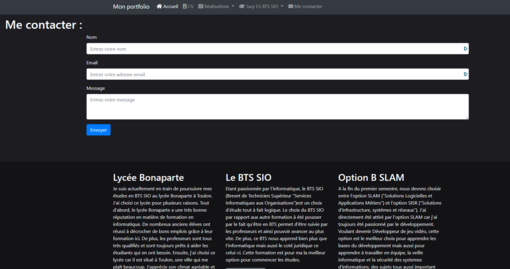 Mon portfolio Accueil CV Réalisations Jury E5 BTS SIO Me contacter
Me contacter :
Nom
Entrez votre nom
Email
Entrez votre adresse email
Message
Entrez votre message
Envoyer
Lycée Bonaparte
Je suis actuellement en train de poursuivre mes
études en BTS SIO au lycée Bonaparte à Toulon.
J'ai choisi ce lycée pour plusieurs raisons. Tout
d'abord, le lycée Bonaparte a une très bonne
réputation en matière de formation en
informatique. De nombreux anciens élèves ont
réussi à décrocher de bons emplois grâce à leur
formation ici. De plus, les professeurs sont tous
très qualifiés et sont toujours prêts à aider les
étudiants qui en ont besoin. Ensuite, j'ai choisi ce
lycée car il est situé à Toulon, une ville qui me
plaît beaucoup. J'apprécie son climat agréable et
Le BTS SIO
Etant passionnée par l'Informatique, le BTS SIO
(Brevet de Technicien Supérieur "Services
Informatiques aux Organisations")est un choix
d'étude tout à fait logique. Le choix du BTS SIO
par rapport aux autre formation à été pousser
par le fait qu'être en BTS permet d'être suivie par
les professeurs et ainsi pouvoir avancer au plus
vite. De plus, ce BTS nous apprend bien plus que
l'informatique mais aussi le coté juridique ce
celui-ci. Cette formation est pour ma la meilleur
option pour commencer les études.
Option B SLAM
A la fin du premier semestre, nous devons choisir
entre l'option SLAM ("Solutions Logicielles et
Applications Métiers") et l'option SISR ("Solutions
d'Infrastructure, systèmes et réseaux"). J'ai
directement été attiré par l'option SLAM car j'ai
toujours été passionné par le développement.
Voulant devenir Développeur de jeu vidéo, cette
option est le meilleur choix pour apprendre les
bases du développement mais aussi pour
apprendre à travailler en équipe, la veille
informatique et la sécurité des systèmes
d'informations, des sujets tous aussi important